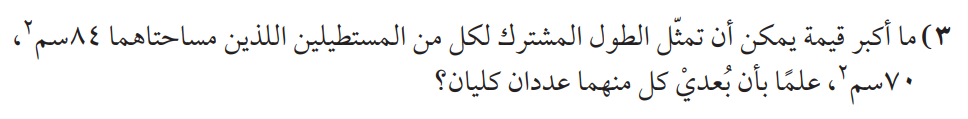 ٣) ما أكبر قيمة يمكن أن تمثّل الطول المشترك لكل من المستطيلين اللذين مساحتاهما ٨٤سم٢،
٧٠سم٢، علمًا بأن بُعديْ كل منهما عددان كليان؟